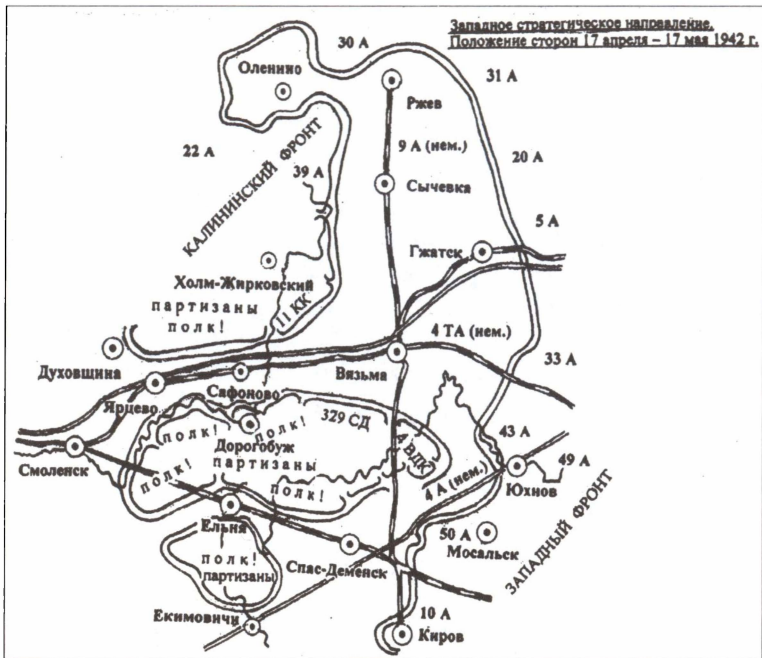 Западное стратегическое направление.
Положение сторон 17 апреля – 17 мая 1942 г.
30 А
Оленино
31 А
Ржев
22 А
КАЛИНИНСКИЙ ФРОНТ
9 А (нем.)
20 А
39 А
Сычевка
5 А
Гжатск
Холм-Жирковский
партизаны
11 КК
полк!
4 ТА (нем.)
Духовщина
Вязьма
33 А
Сафоново
Ярцево
329 СД
полк!
полк!
4 ВДК
43 А
Дорогобуж
Смоленск
партизаны
49 А
4 А (нем.)
полк!
полк!
Юхнов
Ельня
50 А
Мосальск
ЗАПАДНЫЙ ФРОНТ
полк!
Спас-Деменск
партизаны
10 А
Екимовичи
Киров